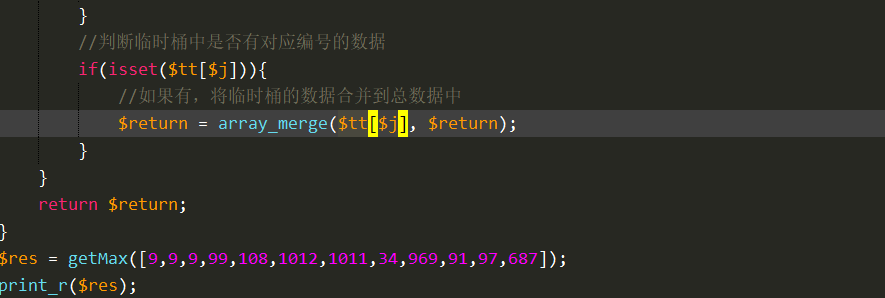 }
//判断临时桶中是否有对应编号的数据
if(isset($tt[$j])){
//如果有，将临时桶的数据合并到总数据中
$return = array_merge($tt[$j], $return);
}
}
return $return;
}
$res = getMax([9,9,9,99,108,1012,1011,34,969,91,97,687]);
print_r($res);